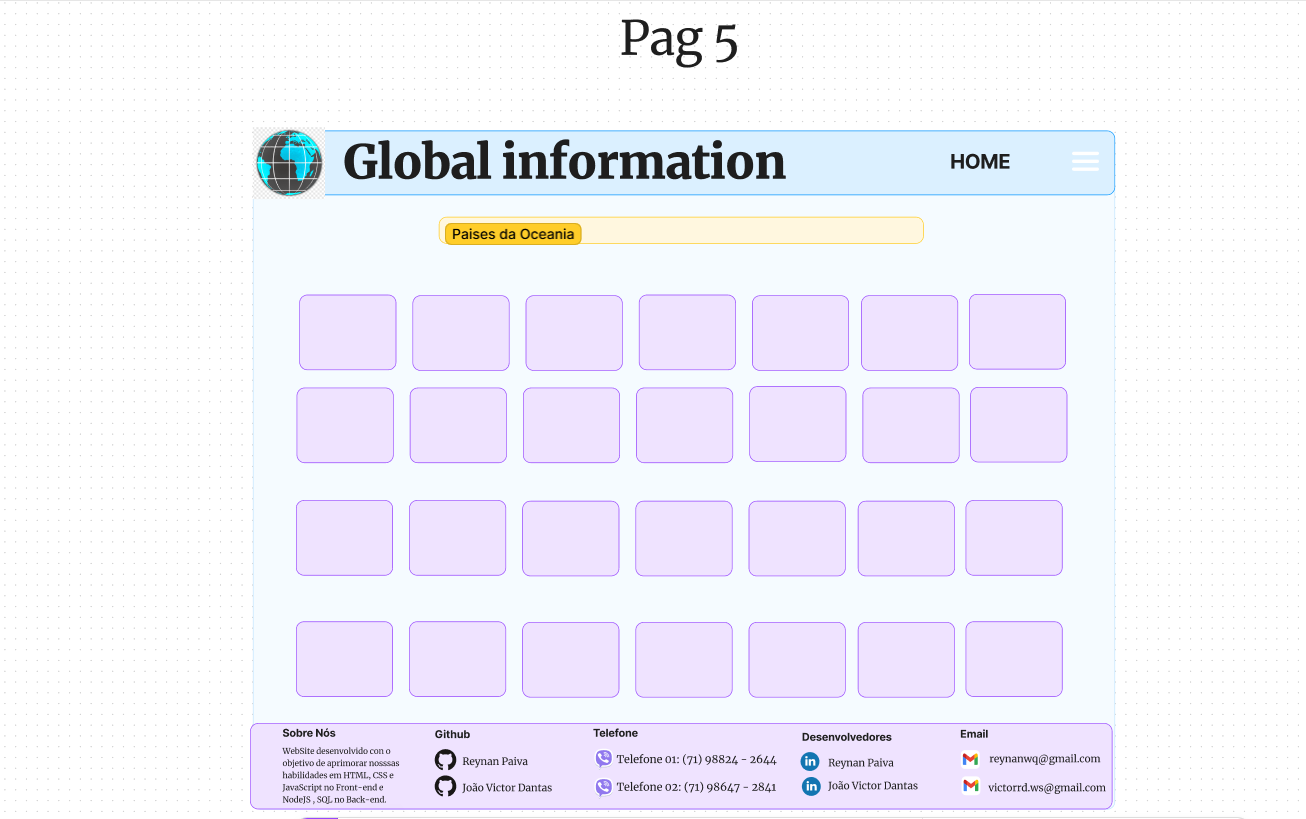 Pag 5
Global information
HOME
Paises da Oceania
Sobre Nós
WebSite desenvolvido con o
objetivo de aprimorar nosssas
habilidades em HTML, CSS e
JavaScript no Front-end e
NodeJS , SQL no Back-end.
Github
Reynan Paiva
João Victor Dantas
Telefone
Telefone 01: (71) 98824 - 2644
Telefone 02: (71) 98647 - 2841
Desenvolvedores
in Reynan Paiva
in João Victor Dantas
Email
reynanwq@gmail.com
victorrd.ws@gmail.com